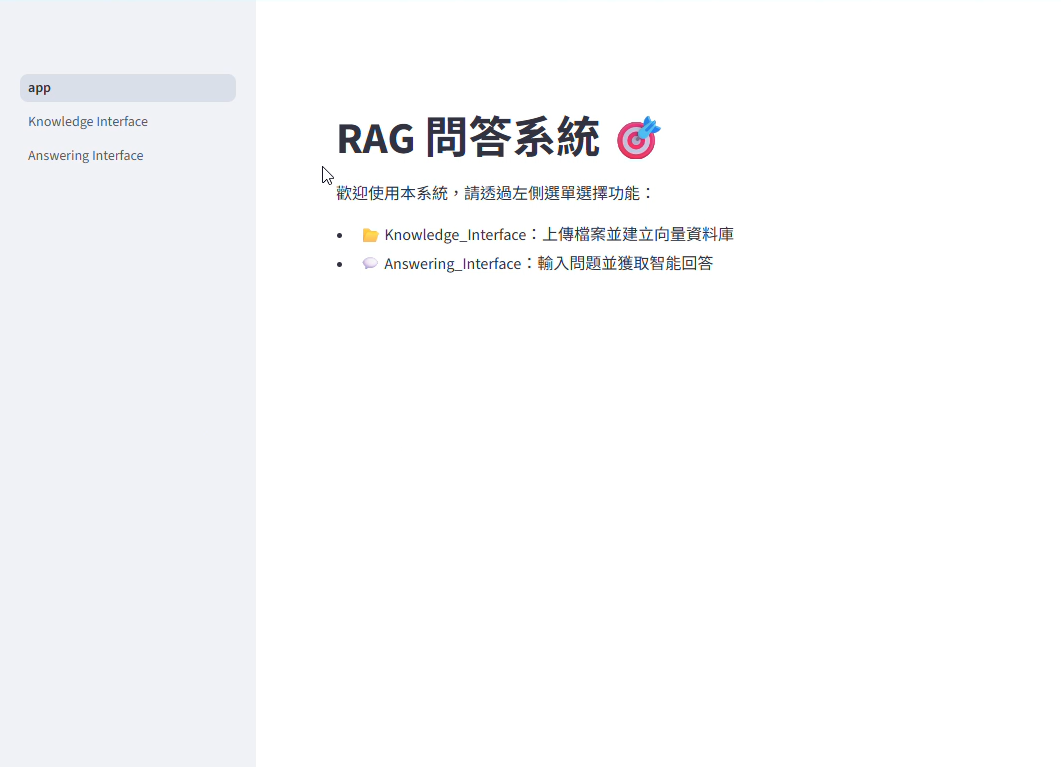 app
Knowledge Interface
Answering Interface
RAG 問答系統 🎯
歡迎使用本系統，請透過左側選單選擇功能：
• 📁 Knowledge_Interface：上傳檔案並建立向量資料庫
• 💬 Answering_Interface：輸入問題並獲取智能回答